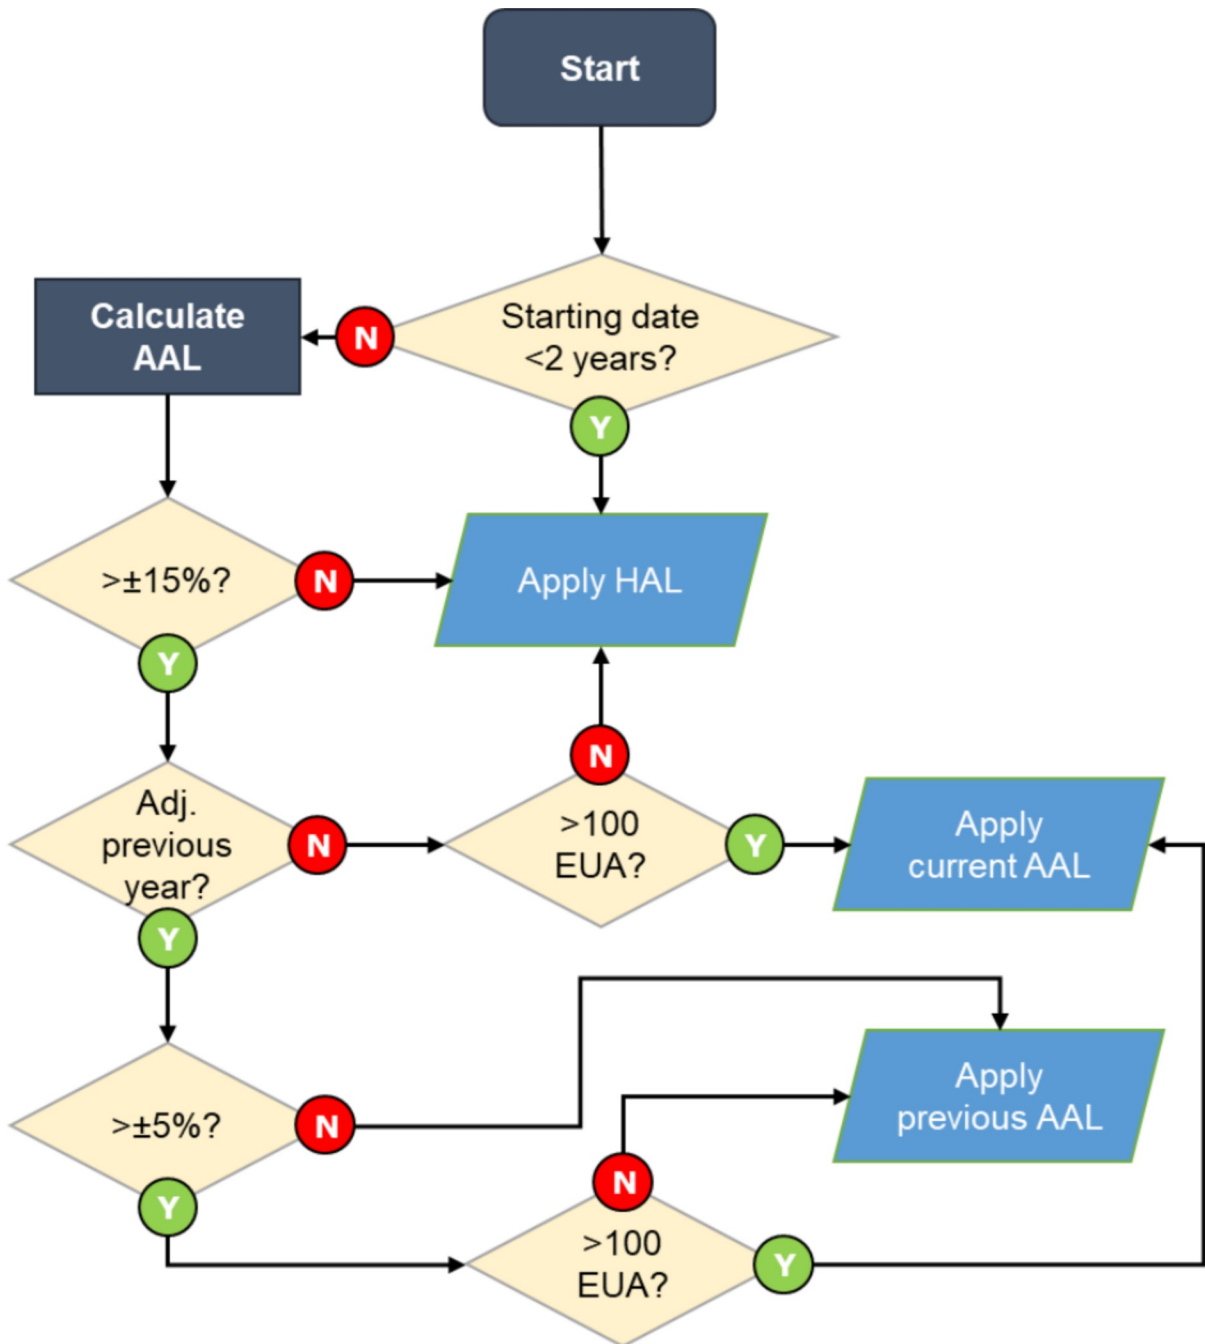 Start
Starting date
<2 years?
N
Calculate
AAL
Y
>±15%?
N
Apply HAL
Y
N
Adj.
previous
year?
N
>100
EUA?
Y
Apply
current AAL
Y
>±5%?
N
Apply
previous AAL
Y
N
>100
EUA?
Y